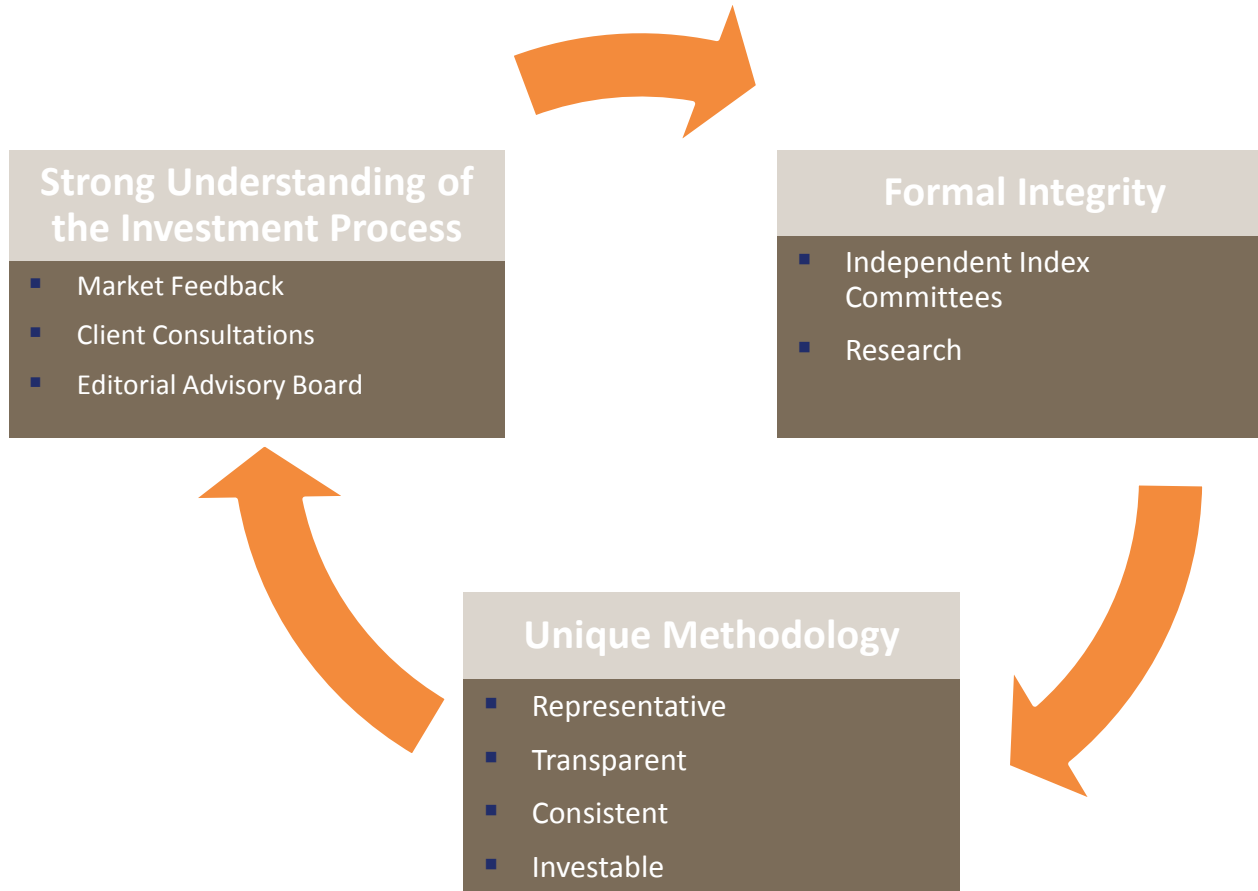 Strong Understanding of
the Investment Process
▪ Market Feedback
▪ Client Consultations
▪ Editorial Advisory Board
Formal Integrity
▪ Independent Index
Committees
▪ Research
Unique Methodology
▪ Representative
▪ Transparent
▪ Consistent
▪ Investable